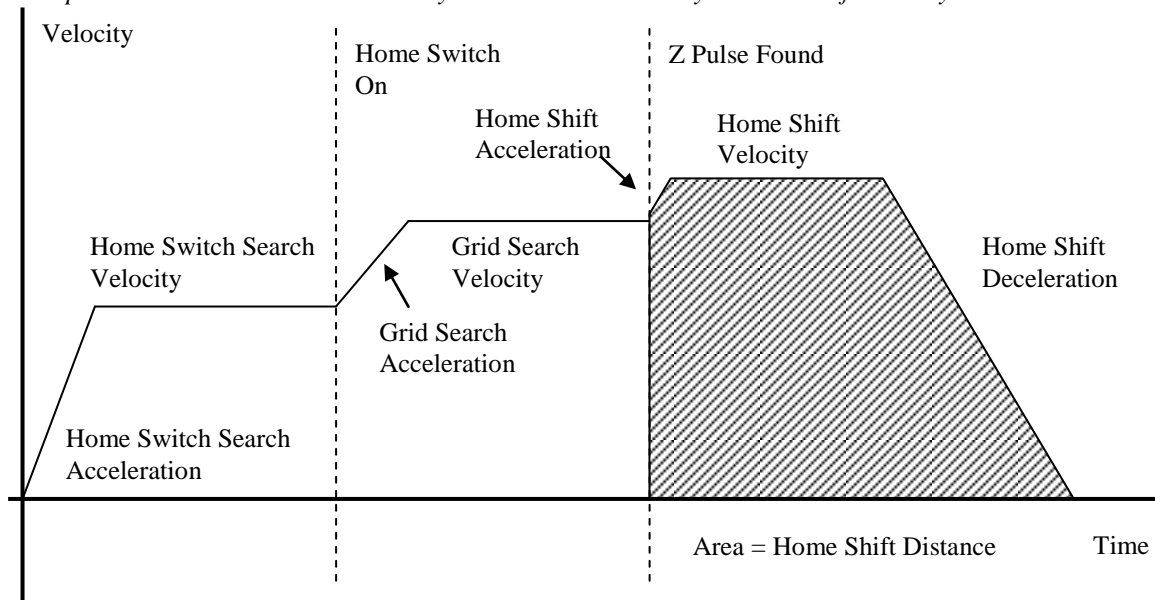 Velocity
Home Switch
On
Z Pulse Found
Home Shift
Acceleration
Home Shift
Velocity
Home Switch Search
Velocity
Grid Search
Velocity
Home Shift
Deceleration
Grid Search
Acceleration
Home Switch Search
Acceleration
Area = Home Shift Distance
Time